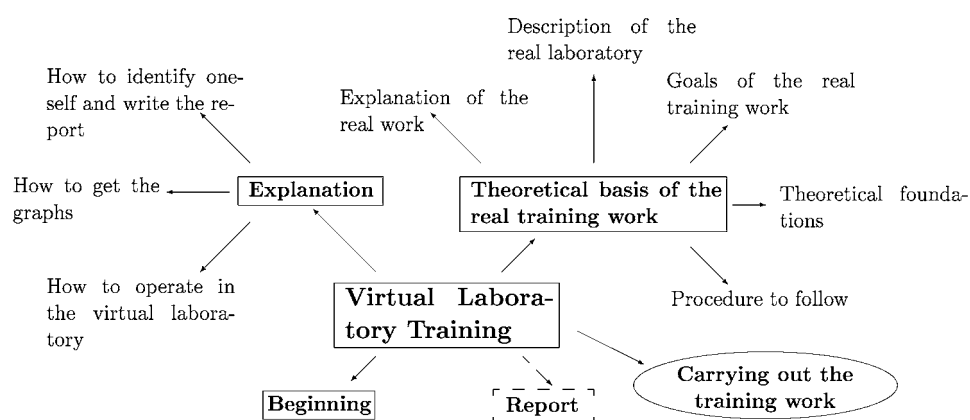 Description of the
real laboratory
How to identify one-
self and write the re-
port
Explanation of the
real work
Goals of the real
training work
How to get the
graphs
Explanation
Theoretical basis of the
real training work
Theoretical founda-
tions
How to operate in
the virtual labora-
tory
Virtual Labora-
tory Training
Procedure to follow
Beginning
Report
Carrying out the
training work